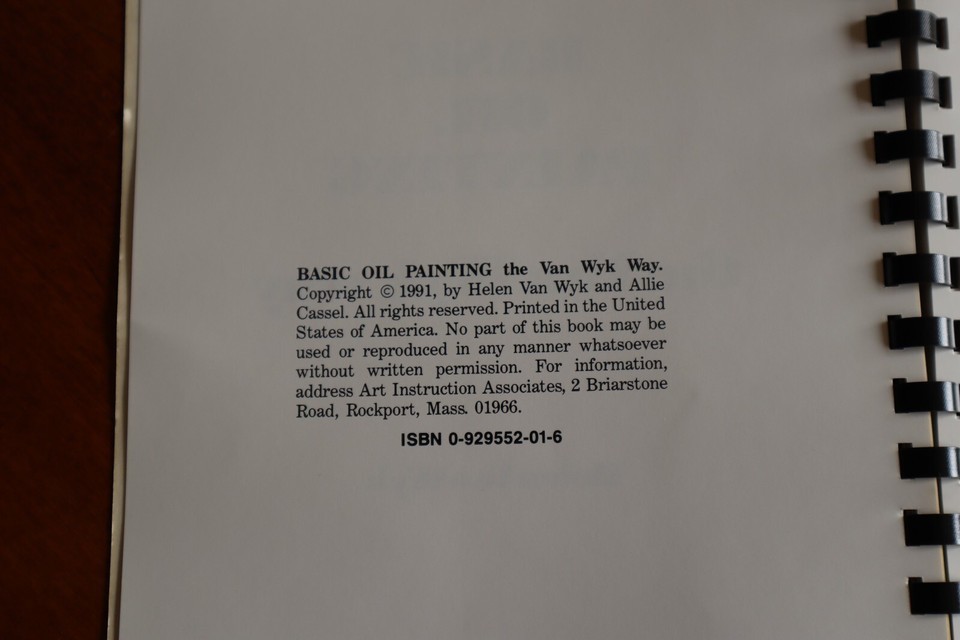 BASIC OIL PAINTING the Van Wyk Way.
Copyright © 1991, by Helen Van Wyk and Allie
Cassel. All rights reserved. Printed in the United
States of America. No part of this book may be
used or reproduced in any manner whatsoever
without written permission. For information,
address Art Instruction Associates, 2 Briarstone
Road, Rockport, Mass. 01966.
ISBN 0-929552-01-6